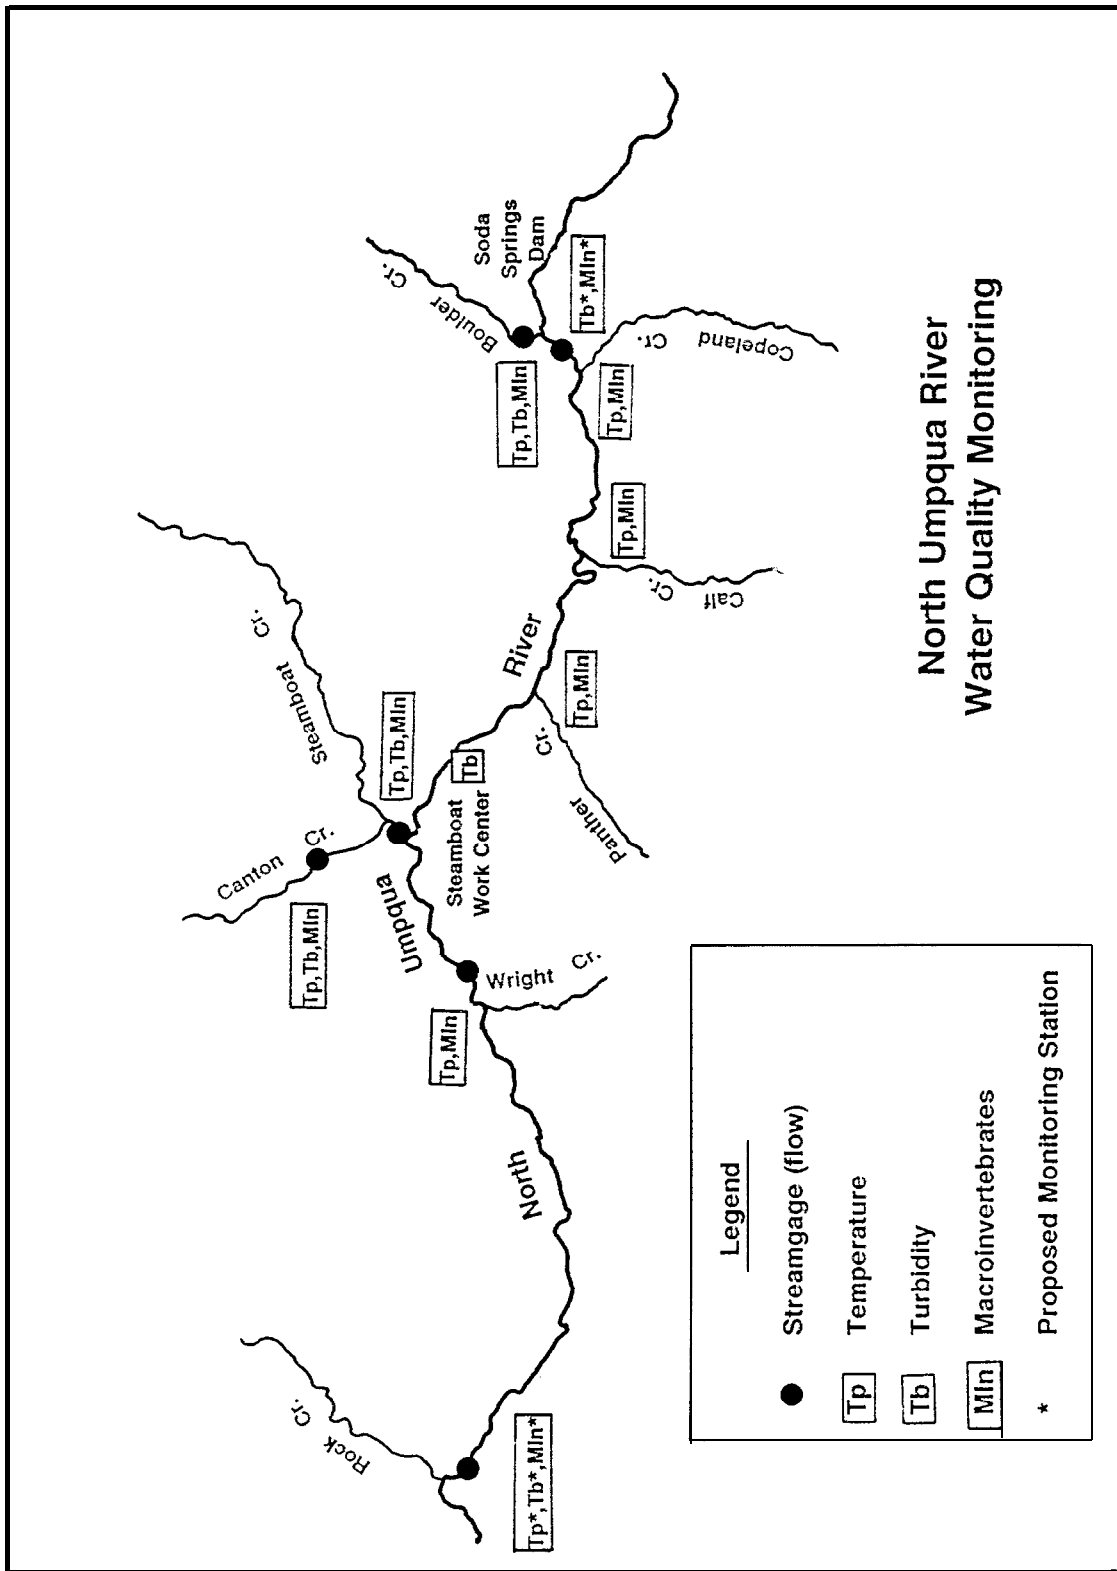 North Umpqua River
Water Quality Monitoring
Rock Cr.
Tp*,Tb*,MIn*
North
Umpqua
River
Tp,MIn
Wright Cr.
Canton Cr.
Tp,Tb,MIn
Steamboat Cr.
Tp,Tb,MIn
Steamboat
Work Center
Tb
Panther Cr.
Tp,MIn
Calf Cr.
Tp,MIn
Copeland Cr.
Tp,MIn
Boulder Cr.
Tp,Tb,MIn
Soda
Springs
Dam
Tb*,MIn*
Legend
Streamgage (flow)
Tp Temperature
Tb Turbidity
MIn Macroinvertebrates
* Proposed Monitoring Station